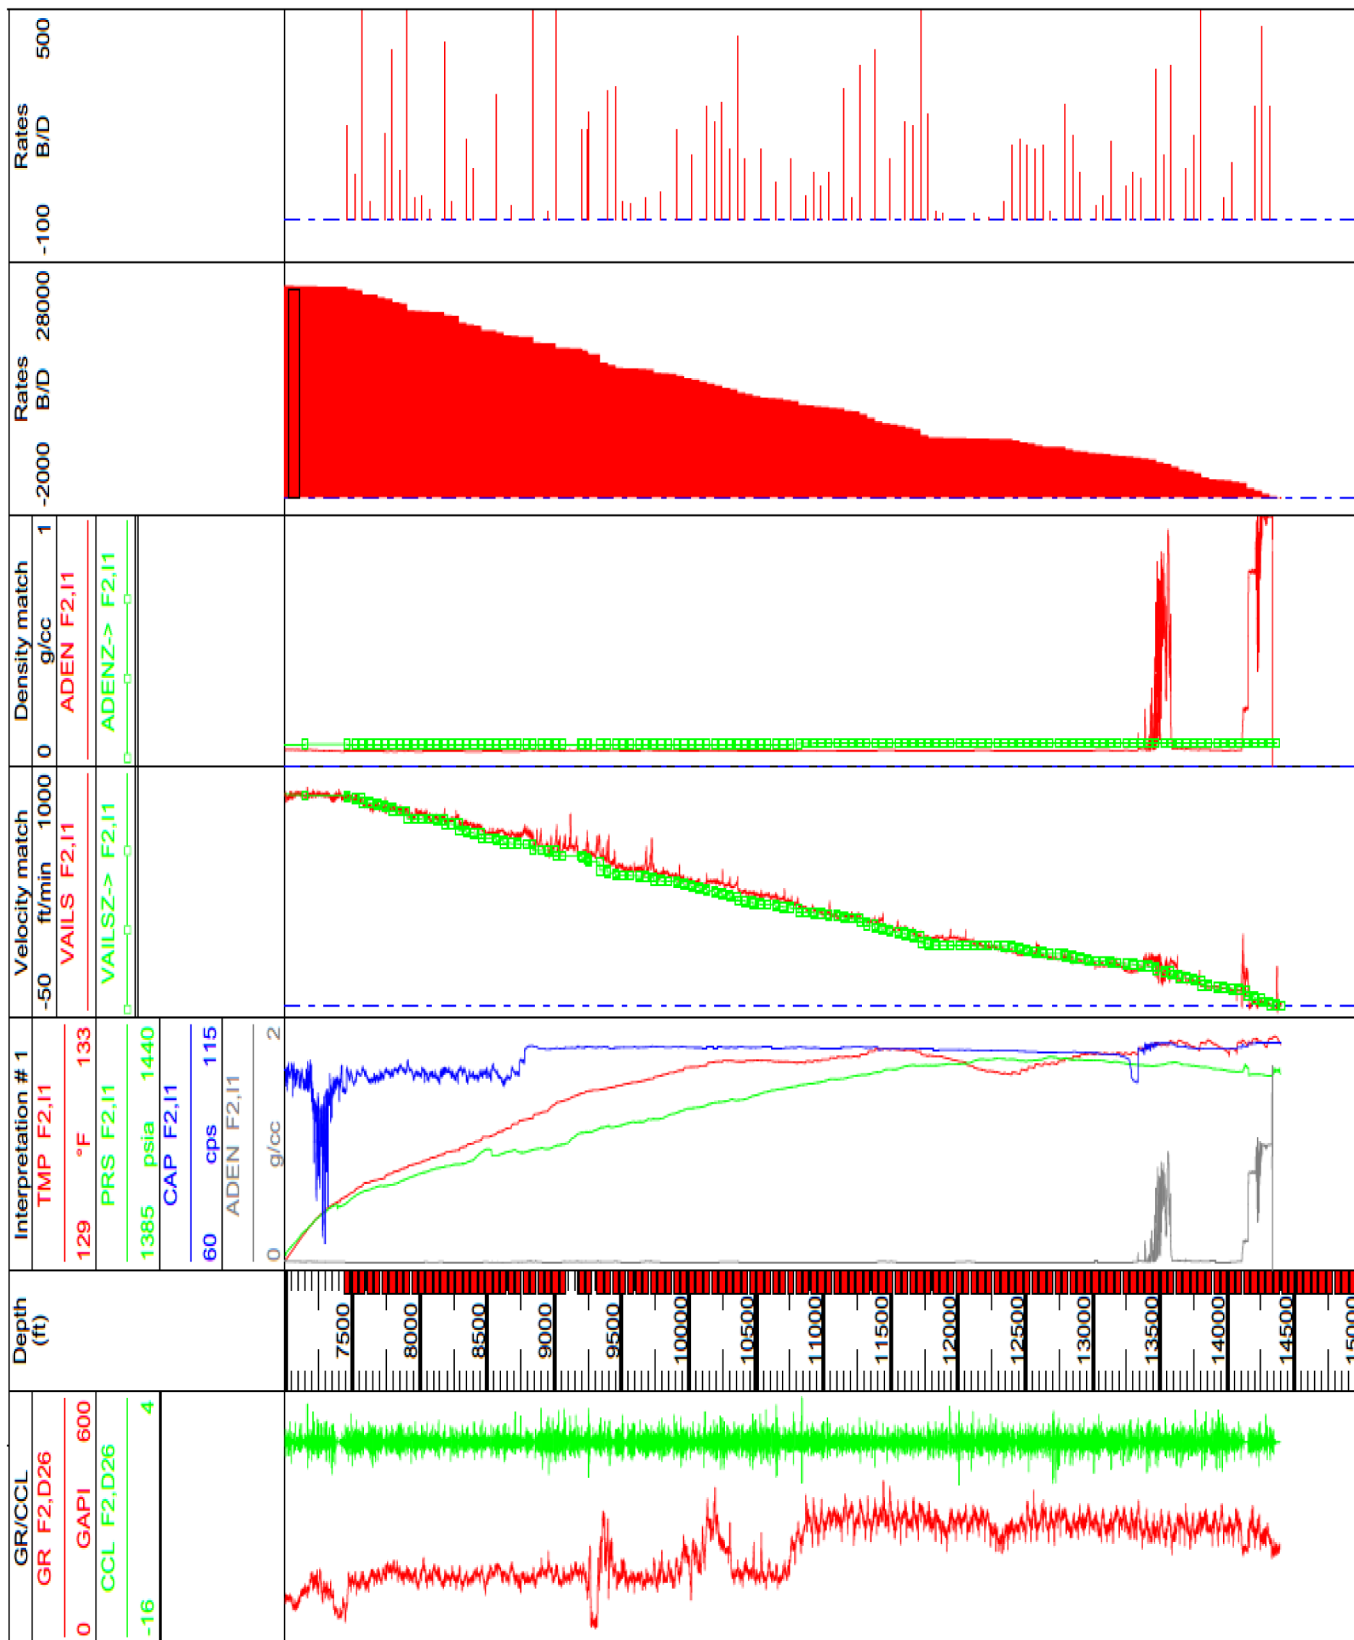 GR/CCL
GR F2,D26
0 GAPI 600
CCL F2,D26
-16 4
Depth
(ft)
7500
8000
8500
9000
9500
10000
10500
11000
11500
12000
12500
13000
13500
14000
14500
15000
Interpretation # 1
TMP F2,I1
129 °F 133
PRS F2,I1
1385 psia 1440
CAP F2,I1
60 cps 115
ADEN F2,I1
0 g/cc 2
Velocity match
-50 ft/min 1000
VAILS F2,I1
VAILSZ-> F2,I1
Density match
0 g/cc 1
ADEN F2,I1
ADENZ-> F2,I1
Rates
-2000 B/D 28000
Rates
-100 B/D 500